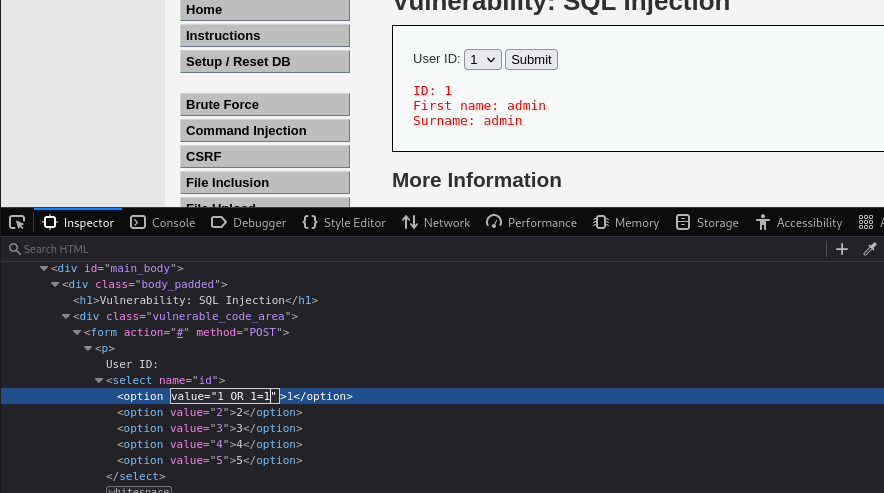 Home
Instructions
Setup / Reset DB
Brute Force
Command Injection
CSRF
File Inclusion
File Upload
Vulnerability: SQL Injection
User ID: 1 Submit
ID: 1
First name: admin
Surname: admin
More Information
Inspector Console Debugger Style Editor Network Performance Memory Storage Accessibility A
Search HTML
<div id="main_body">
<div class="body_padded">
<h1>Vulnerability: SQL Injection</h1>
<div class="vulnerable_code_area">
<form action="#" method="POST">
<p>
User ID:
<select name="id">
<option value="1 OR 1=1">1</option>
<option value="2">2</option>
<option value="3">3</option>
<option value="4">4</option>
<option value="5">5</option>
</select>
whitespace